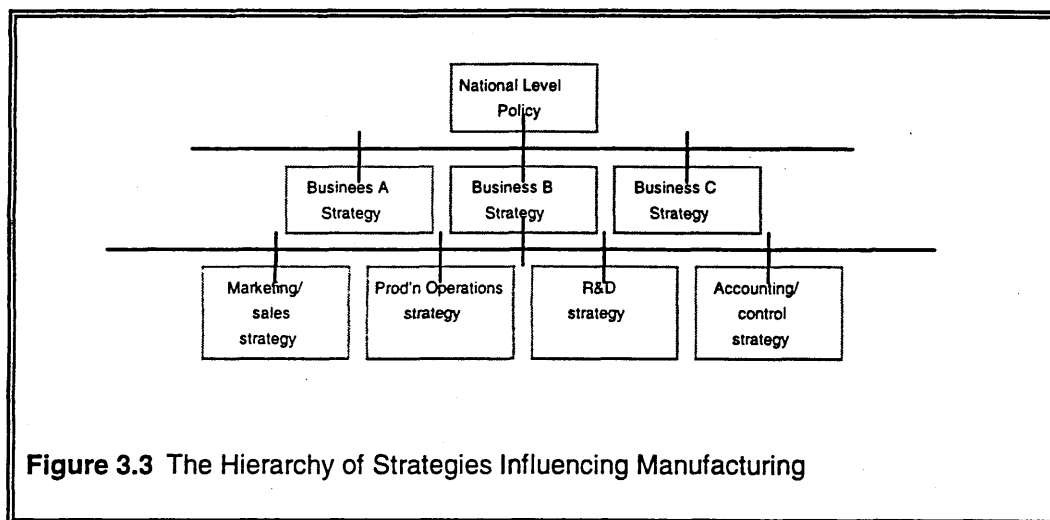 National Level
Policy
Businees A
Strategy
Business B
Strategy
Business C
Strategy
Marketing/
sales
strategy
Prod'n Operations
strategy
R&D
strategy
Accounting/
control
strategy
Figure 3.3 The Hierarchy of Strategies Influencing Manufacturing